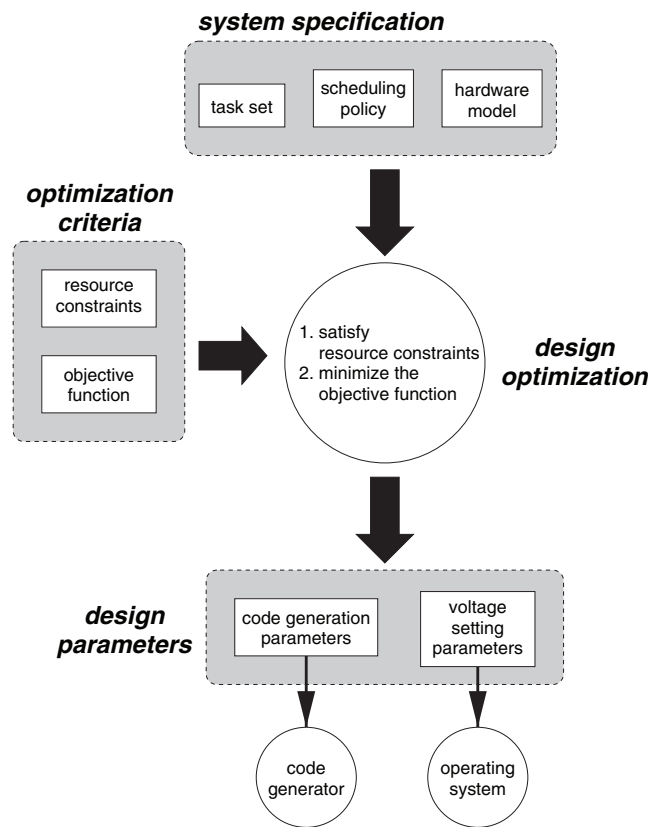 system specification
task set
scheduling
policy
hardware
model
optimization
criteria
resource
constraints
objective
function
1. satisfy
resource constraints
2. minimize the
objective function
design
optimization
design
parameters
code generation
parameters
voltage
setting
parameters
code
generator
operating
system